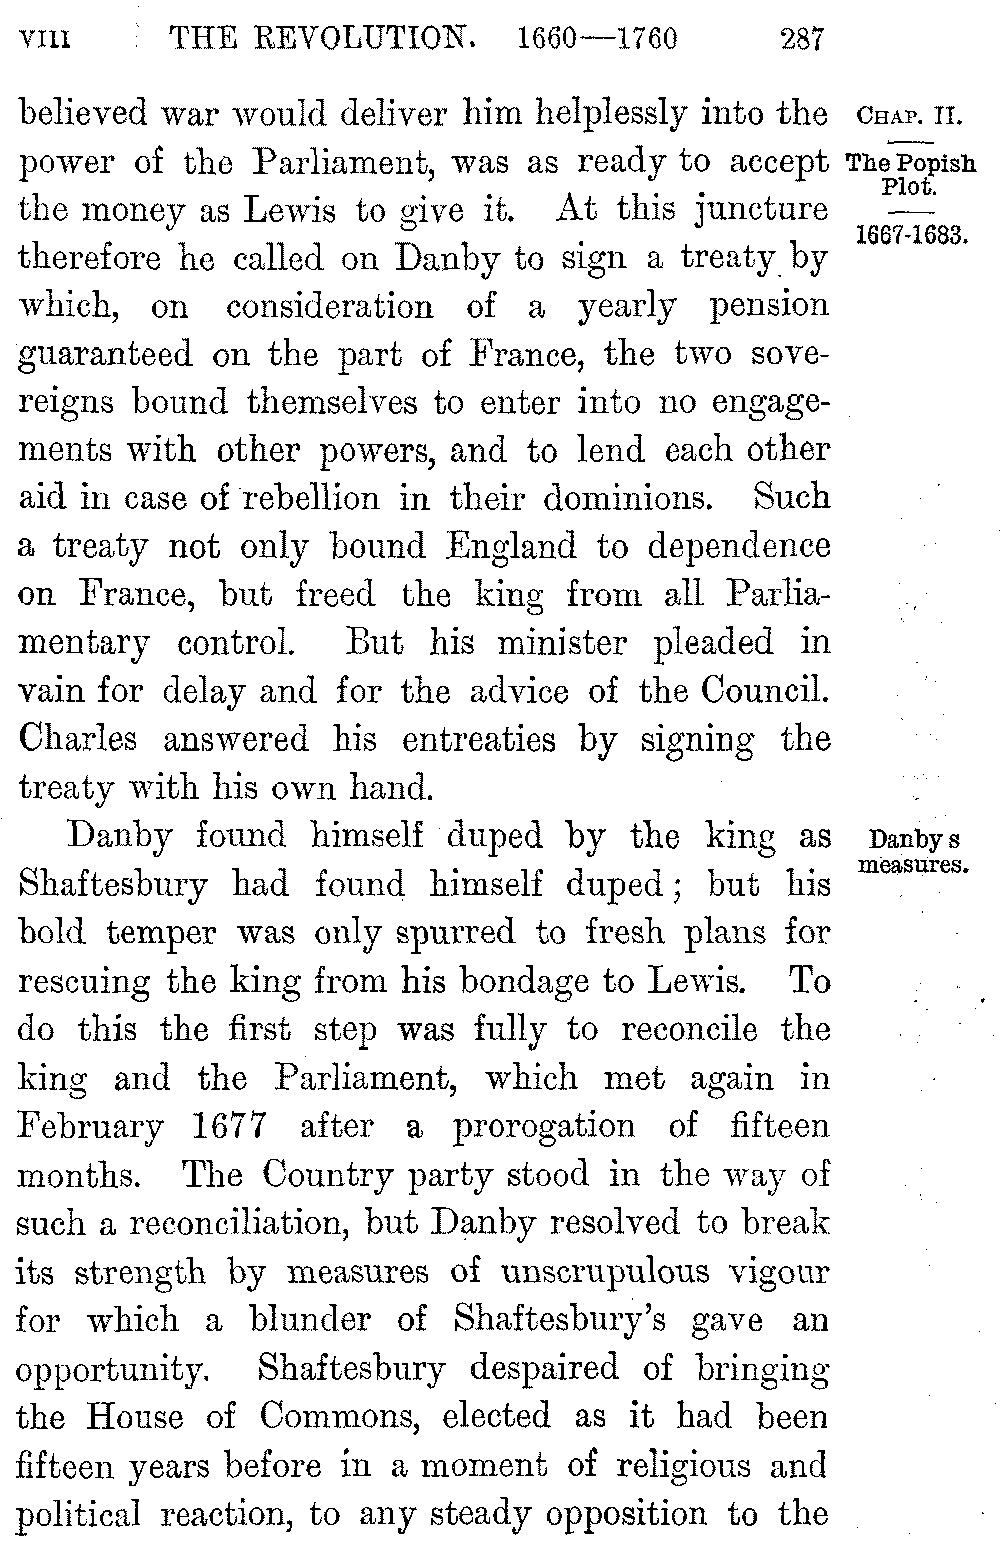 VIII THE REVOLUTION. 1660—1760 287
believed war would deliver him helplessly into the
power of the Parliament, was as ready to accept
the money as Lewis to give it. At this juncture
therefore he called on Danby to sign a treaty by
which, on consideration of a yearly pension
guaranteed on the part of France, the two sove-
reigns bound themselves to enter into no engage-
ments with other powers, and to lend each other
aid in case of rebellion in their dominions. Such
a treaty not only bound England to dependence
on France, but freed the king from all Parlia-
mentary control. But his minister pleaded in
vain for delay and for the advice of the Council.
Charles answered his entreaties by signing the
treaty with his own hand.
Danby found himself duped by the king as
Shaftesbury had found himself duped; but his
bold temper was only spurred to fresh plans for
rescuing the king from his bondage to Lewis. To
do this the first step was fully to reconcile the
king and the Parliament, which met again in
February 1677 after a prorogation of fifteen
months. The Country party stood in the way of
such a reconciliation, but Danby resolved to break
its strength by measures of unscrupulous vigour
for which a blunder of Shaftesbury's gave an
opportunity. Shaftesbury despaired of bringing
the House of Commons, elected as it had been
fifteen years before in a moment of religious and
political reaction, to any steady opposition to the
CHAP. II.
The Popish
Plot.
1667-1683.
Danby s
measures.